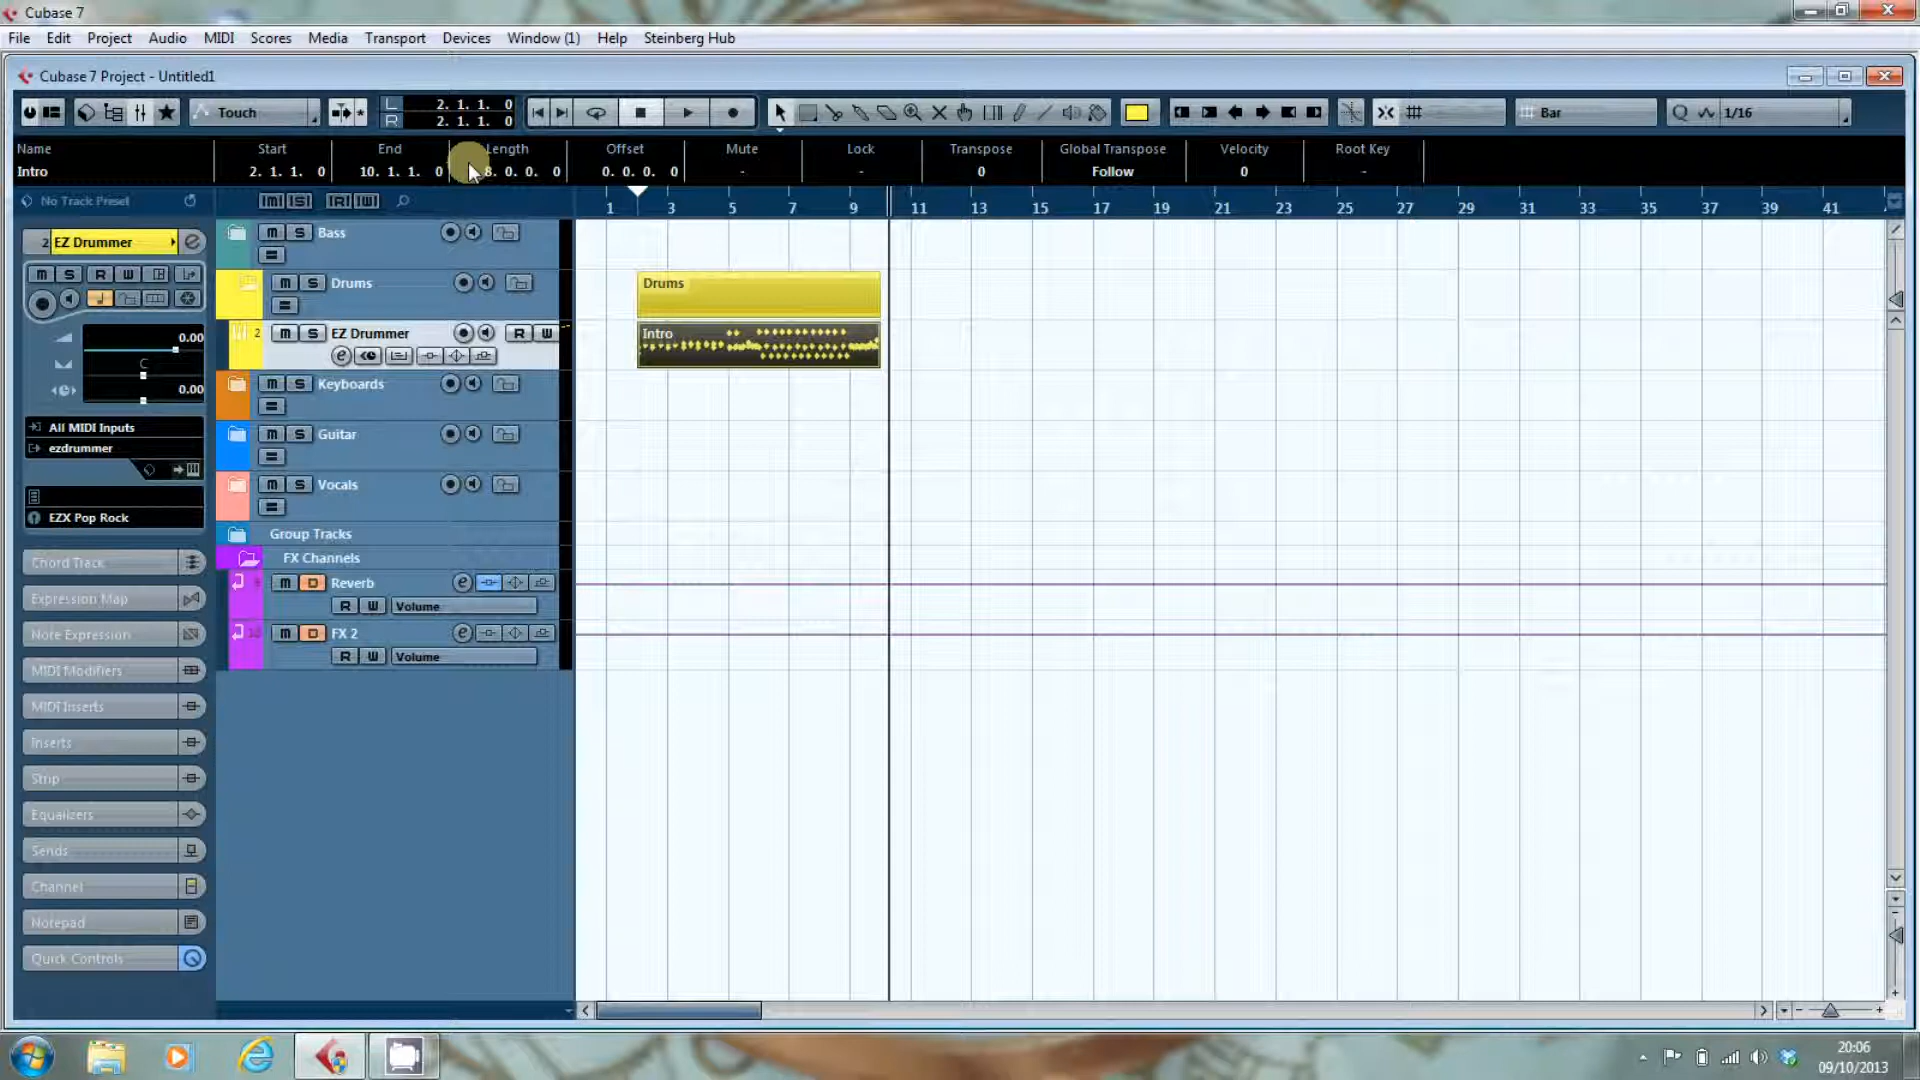 Cubase 7
File Edit Project Audio MIDI Scores Media Transport Devices Window (1) Help Steinberg Hub
Cubase 7 Project - Untitled1
Touch L 2. 1. 1. 0 Bar Q 1/16
R 2. 1. 1. 0
Name Start End Length Offset Mute Lock Transpose Global Transpose Velocity Root Key
Intro 2. 1. 1. 0 10. 1. 1. 0 8. 0. 0. 0 0. 0. 0. 0 - - 0 Follow 0 -
No Track Preset [M] [S] [R] [W]
1 3 5 7 9 11 13 15 17 19 21 23 25 27 29 31 33 35 37 39 41
m S Bass
2 EZ Drummer e
M S R W
m S Drums
Drums
2 m S EZ Drummer R W
Intro
e
0.00
C
0.00
m S Keyboards
All MIDI Inputs
ezdrummer
m S Guitar
m S Vocals
EZX Pop Rock
Group Tracks
FX Channels
Chord Track
m D Reverb e
R W Volume
Expression Map
Note Expression
m D FX 2 e
R W Volume
MIDI Modifiers
MIDI Inserts
Inserts
Strip
Equalizers
Sends
Channel
Notepad
Quick Controls
20:06
09/10/2013